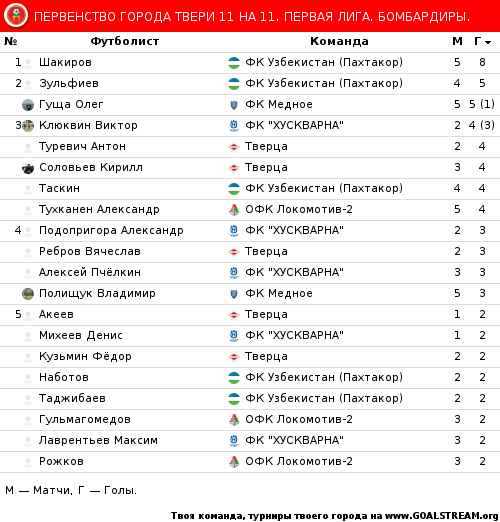 ПЕРВЕНСТВО ГОРОДА ТВЕРИ 11 НА 11. ПЕРВАЯ ЛИГА. БОМБАРДИРЫ.
№ Футболист Команда М Г
1 Шакиров ФК Узбекистан (Пахтакор) 5 8
2 Зульфиев ФК Узбекистан (Пахтакор) 4 5
Гуща Олег ФК Медное 5 5 (1)
3 Клюквин Виктор ФК "ХУСКВАРНА" 2 4 (3)
Туревич Антон Тверца 2 4
Соловьев Кирилл Тверца 3 4
Таскин ФК Узбекистан (Пахтакор) 4 4
Тухканен Александр ОФК Локомотив-2 5 4
4 Подопригора Александр ФК "ХУСКВАРНА" 2 3
Ребров Вячеслав Тверца 2 3
Алексей Пчёлкин ФК "ХУСКВАРНА" 3 3
Полищук Владимир ФК Медное 5 3
5 Акеев Тверца 1 2
Михеев Денис ФК "ХУСКВАРНА" 1 2
Кузьмин Фёдор Тверца 2 2
Наботов ФК Узбекистан (Пахтакор) 2 2
Таджибаев ФК Узбекистан (Пахтакор) 2 2
Гульмагомедов ОФК Локомотив-2 3 2
Лаврентьев Максим ФК "ХУСКВАРНА" 3 2
Рожков ОФК Локомотив-2 3 2
М — Матчи, Г — Голы.
Твоя команда, турниры твоего города на www.GOALSTREAM.org